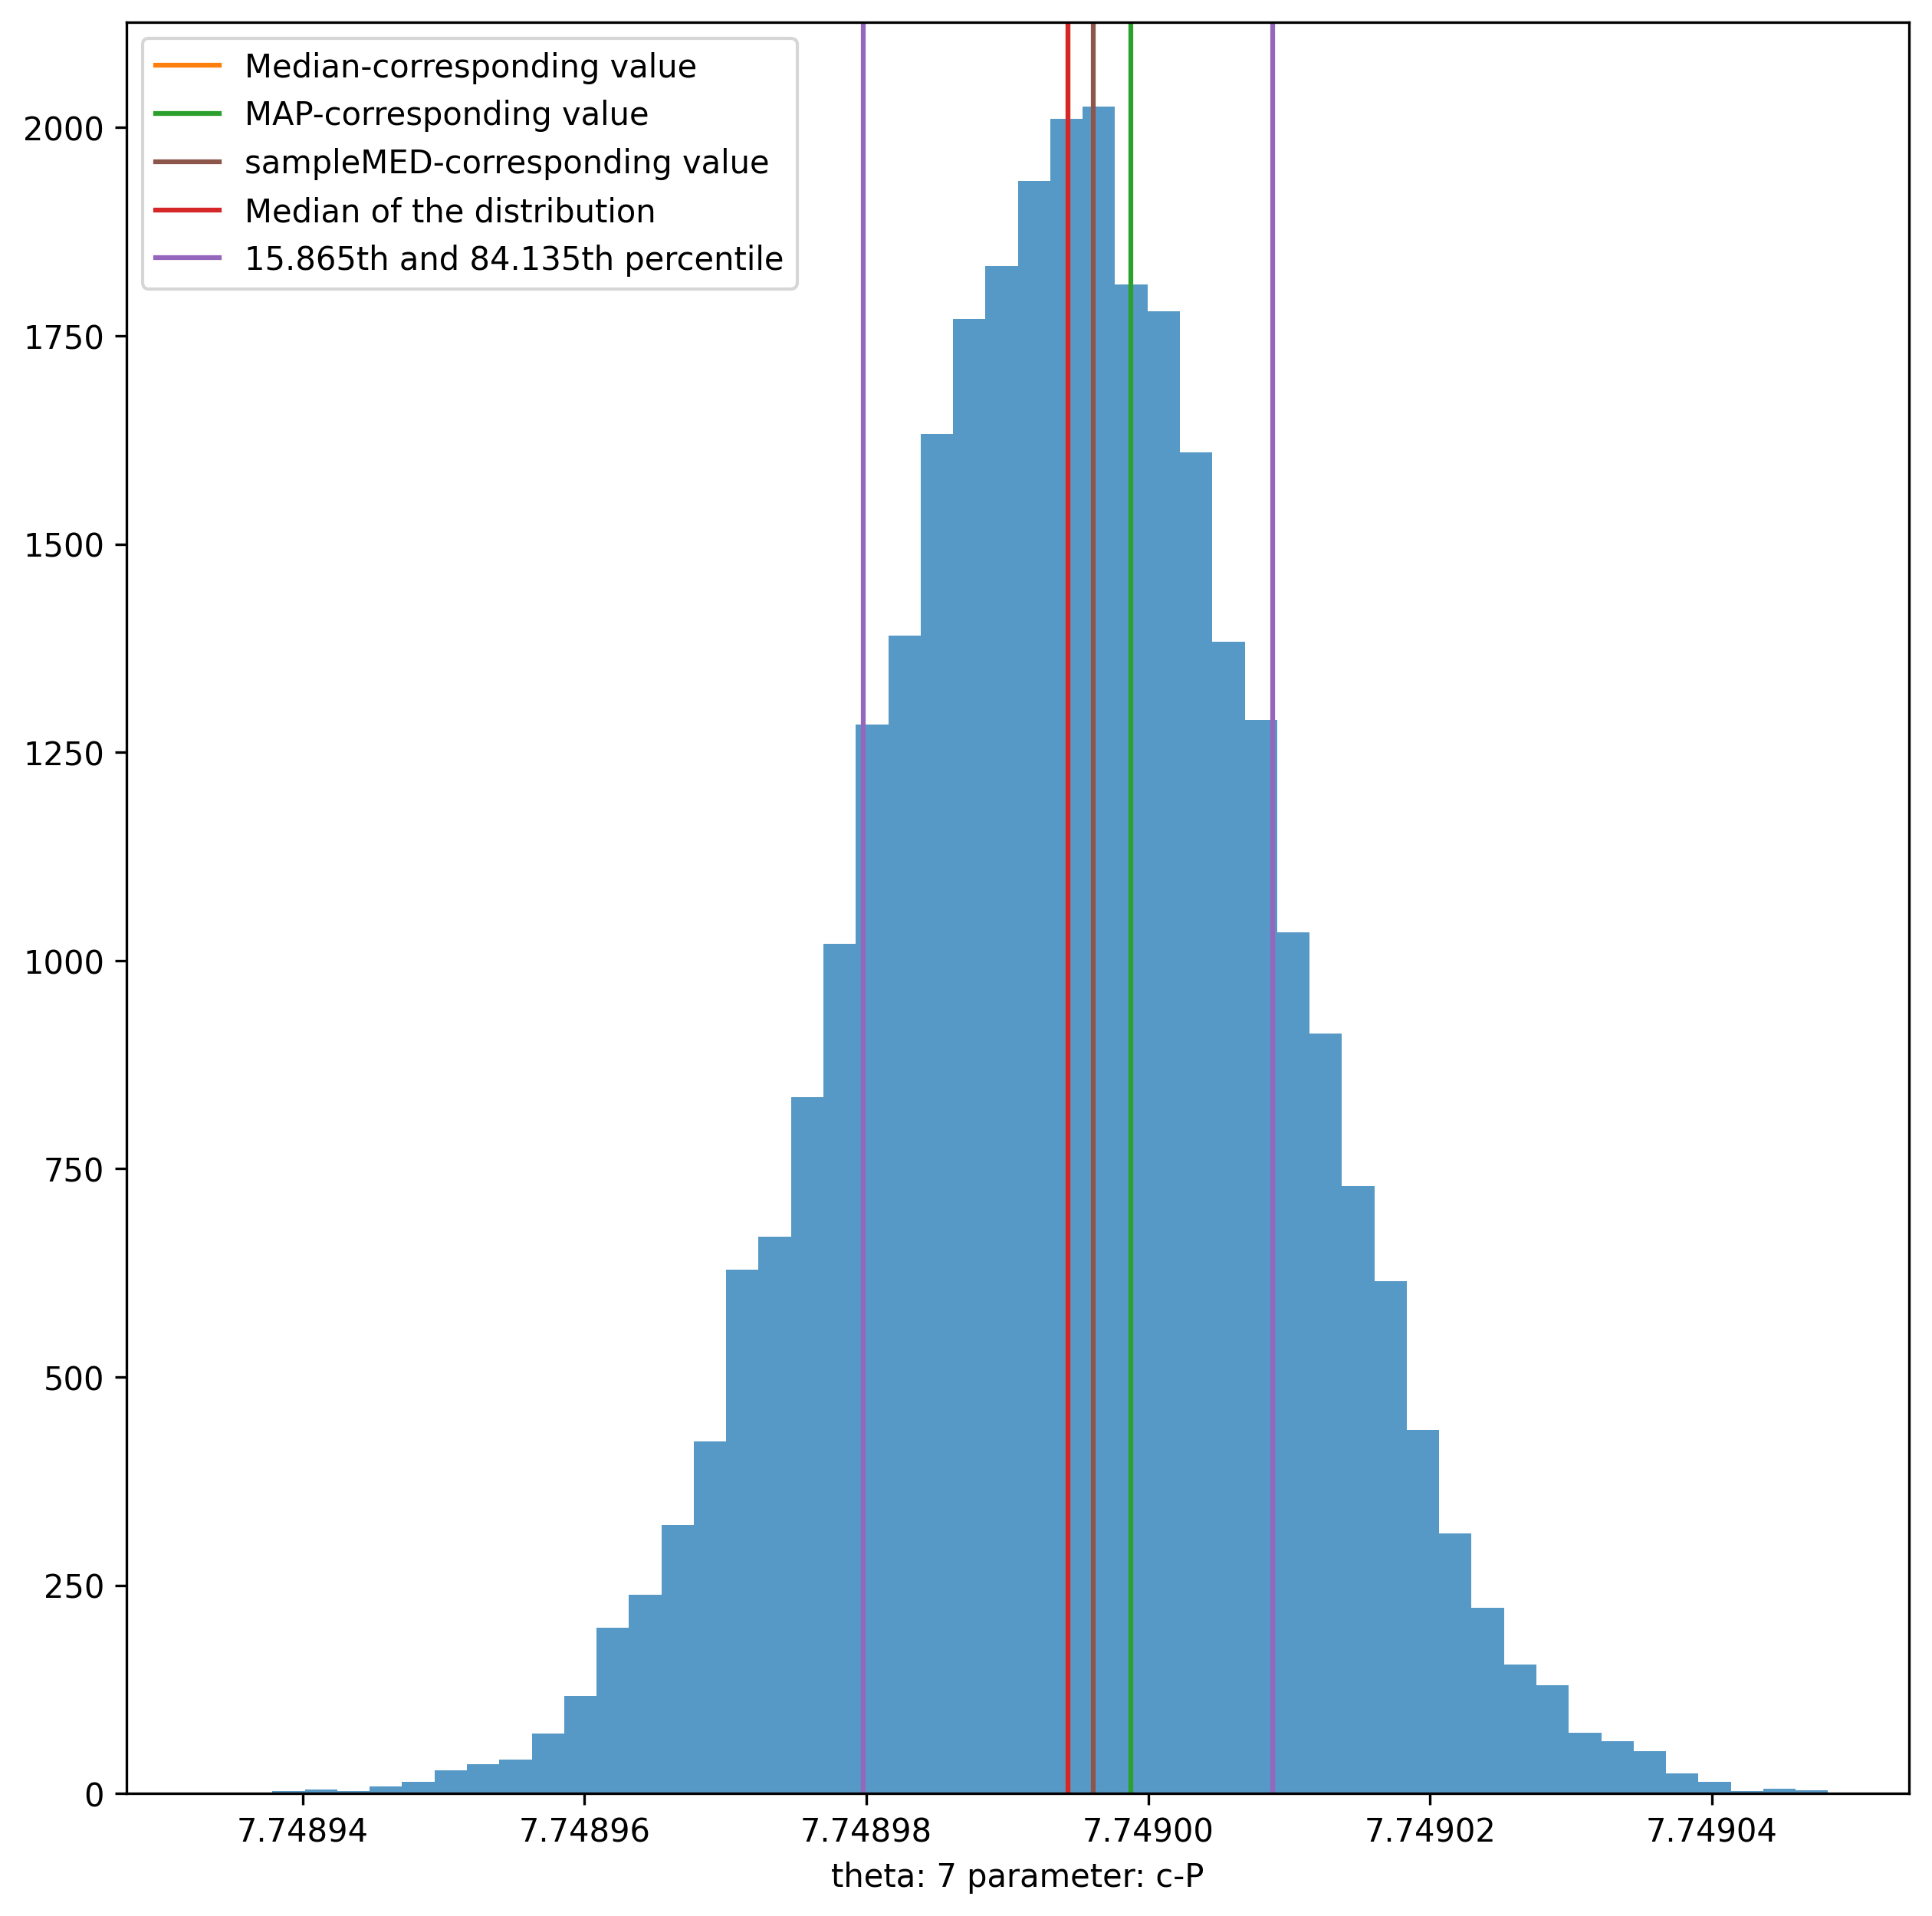 Median-corresponding value
MAP-corresponding value
sampleMED-corresponding value
Median of the distribution
15.865th and 84.135th percentile
2000
1750
1500
1250
1000
750
500
250
0
7.74894 7.74896 7.74898 7.74900 7.74902 7.74904
theta: 7 parameter: c-P